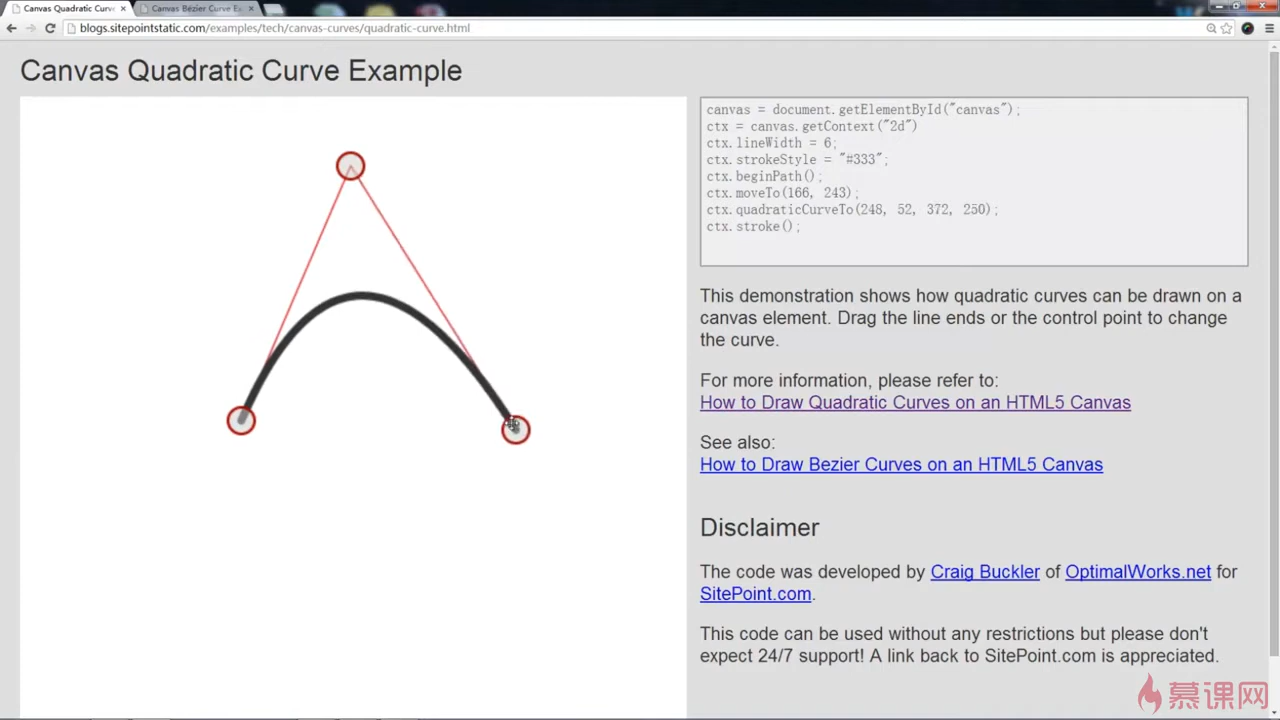 Canvas Quadratic Curv
Canvas Bézier Curve Ex
blogs.sitepointstatic.com/examples/tech/canvas-curves/quadratic-curve.html
Canvas Quadratic Curve Example
canvas = document.getElementById("canvas");
ctx = canvas.getContext("2d")
ctx.lineWidth = 6;
ctx.strokeStyle = "#333";
ctx.beginPath();
ctx.moveTo(166, 243);
ctx.quadraticCurveTo(248, 52, 372, 250);
ctx.stroke();
This demonstration shows how quadratic curves can be drawn on a
canvas element. Drag the line ends or the control point to change
the curve.
For more information, please refer to:
How to Draw Quadratic Curves on an HTML5 Canvas
See also:
How to Draw Bezier Curves on an HTML5 Canvas
Disclaimer
The code was developed by Craig Buckler of OptimalWorks.net for
SitePoint.com.
This code can be used without any restrictions but please don't
expect 24/7 support! A link back to SitePoint.com is appreciated.
慕课网